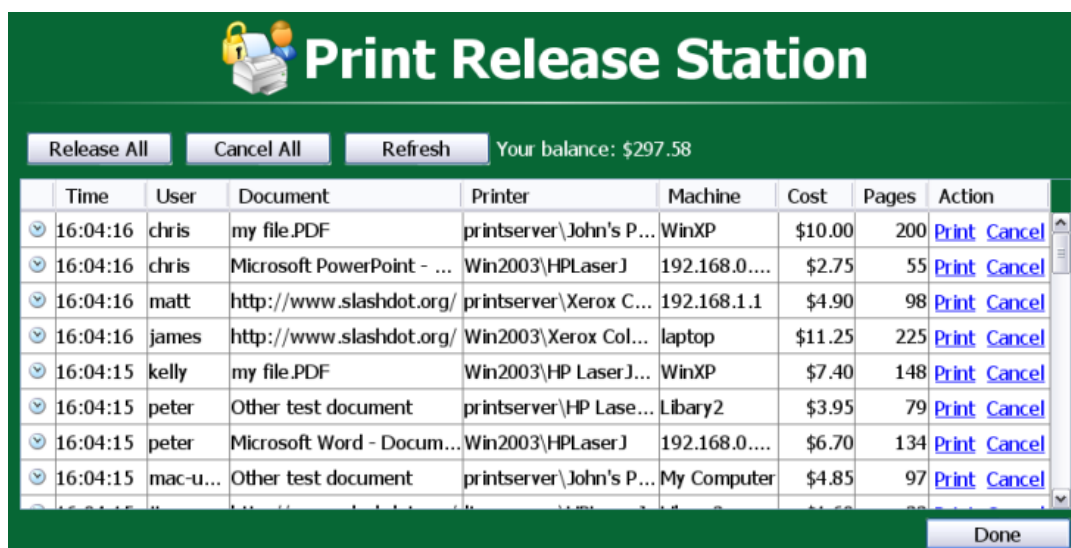 Print Release Station
Release All Cancel All Refresh Your balance: $297.58
Time User Document Printer Machine Cost Pages Action
16:04:16 chris my file.PDF printserver\John's P... WinXP $10.00 200 Print Cancel
16:04:16 chris Microsoft PowerPoint - ... Win2003\HPLaserJ 192.168.0.... $2.75 55 Print Cancel
16:04:16 matt http://www.slashdot.org/ printserver\Xerox C... 192.168.1.1 $4.90 98 Print Cancel
16:04:16 james http://www.slashdot.org/ Win2003\Xerox Col... laptop $11.25 225 Print Cancel
16:04:15 kelly my file.PDF Win2003\HP LaserJ... WinXP $7.40 148 Print Cancel
16:04:15 peter Other test document printserver\HP Lase... Libary2 $3.95 79 Print Cancel
16:04:15 peter Microsoft Word - Docum... Win2003\HPLaserJ 192.168.0.... $6.70 134 Print Cancel
16:04:15 mac-u... Other test document printserver\John's P... My Computer $4.85 97 Print Cancel
Done